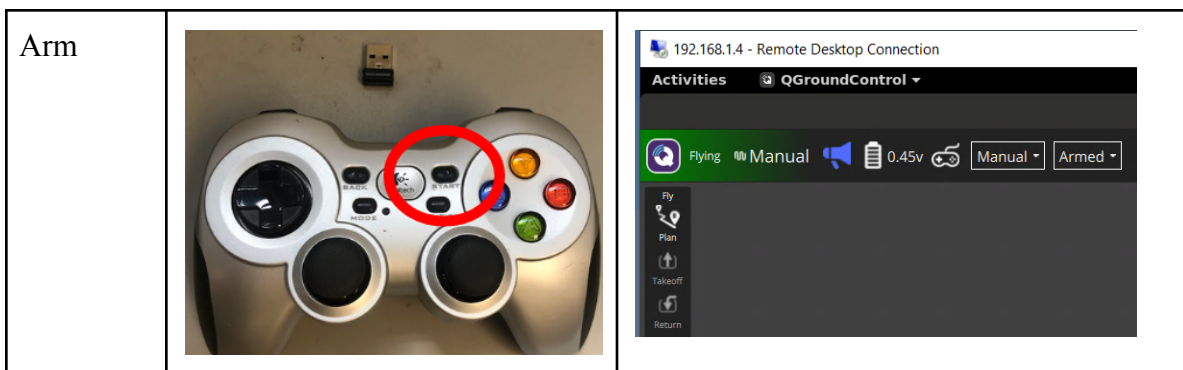 Arm
BACK
START
MODE
192.168.1.4 - Remote Desktop Connection
Activities QGroundControl
Flying Manual 0.45v Manual Armed
Fly
Plan
Takeoff
Return